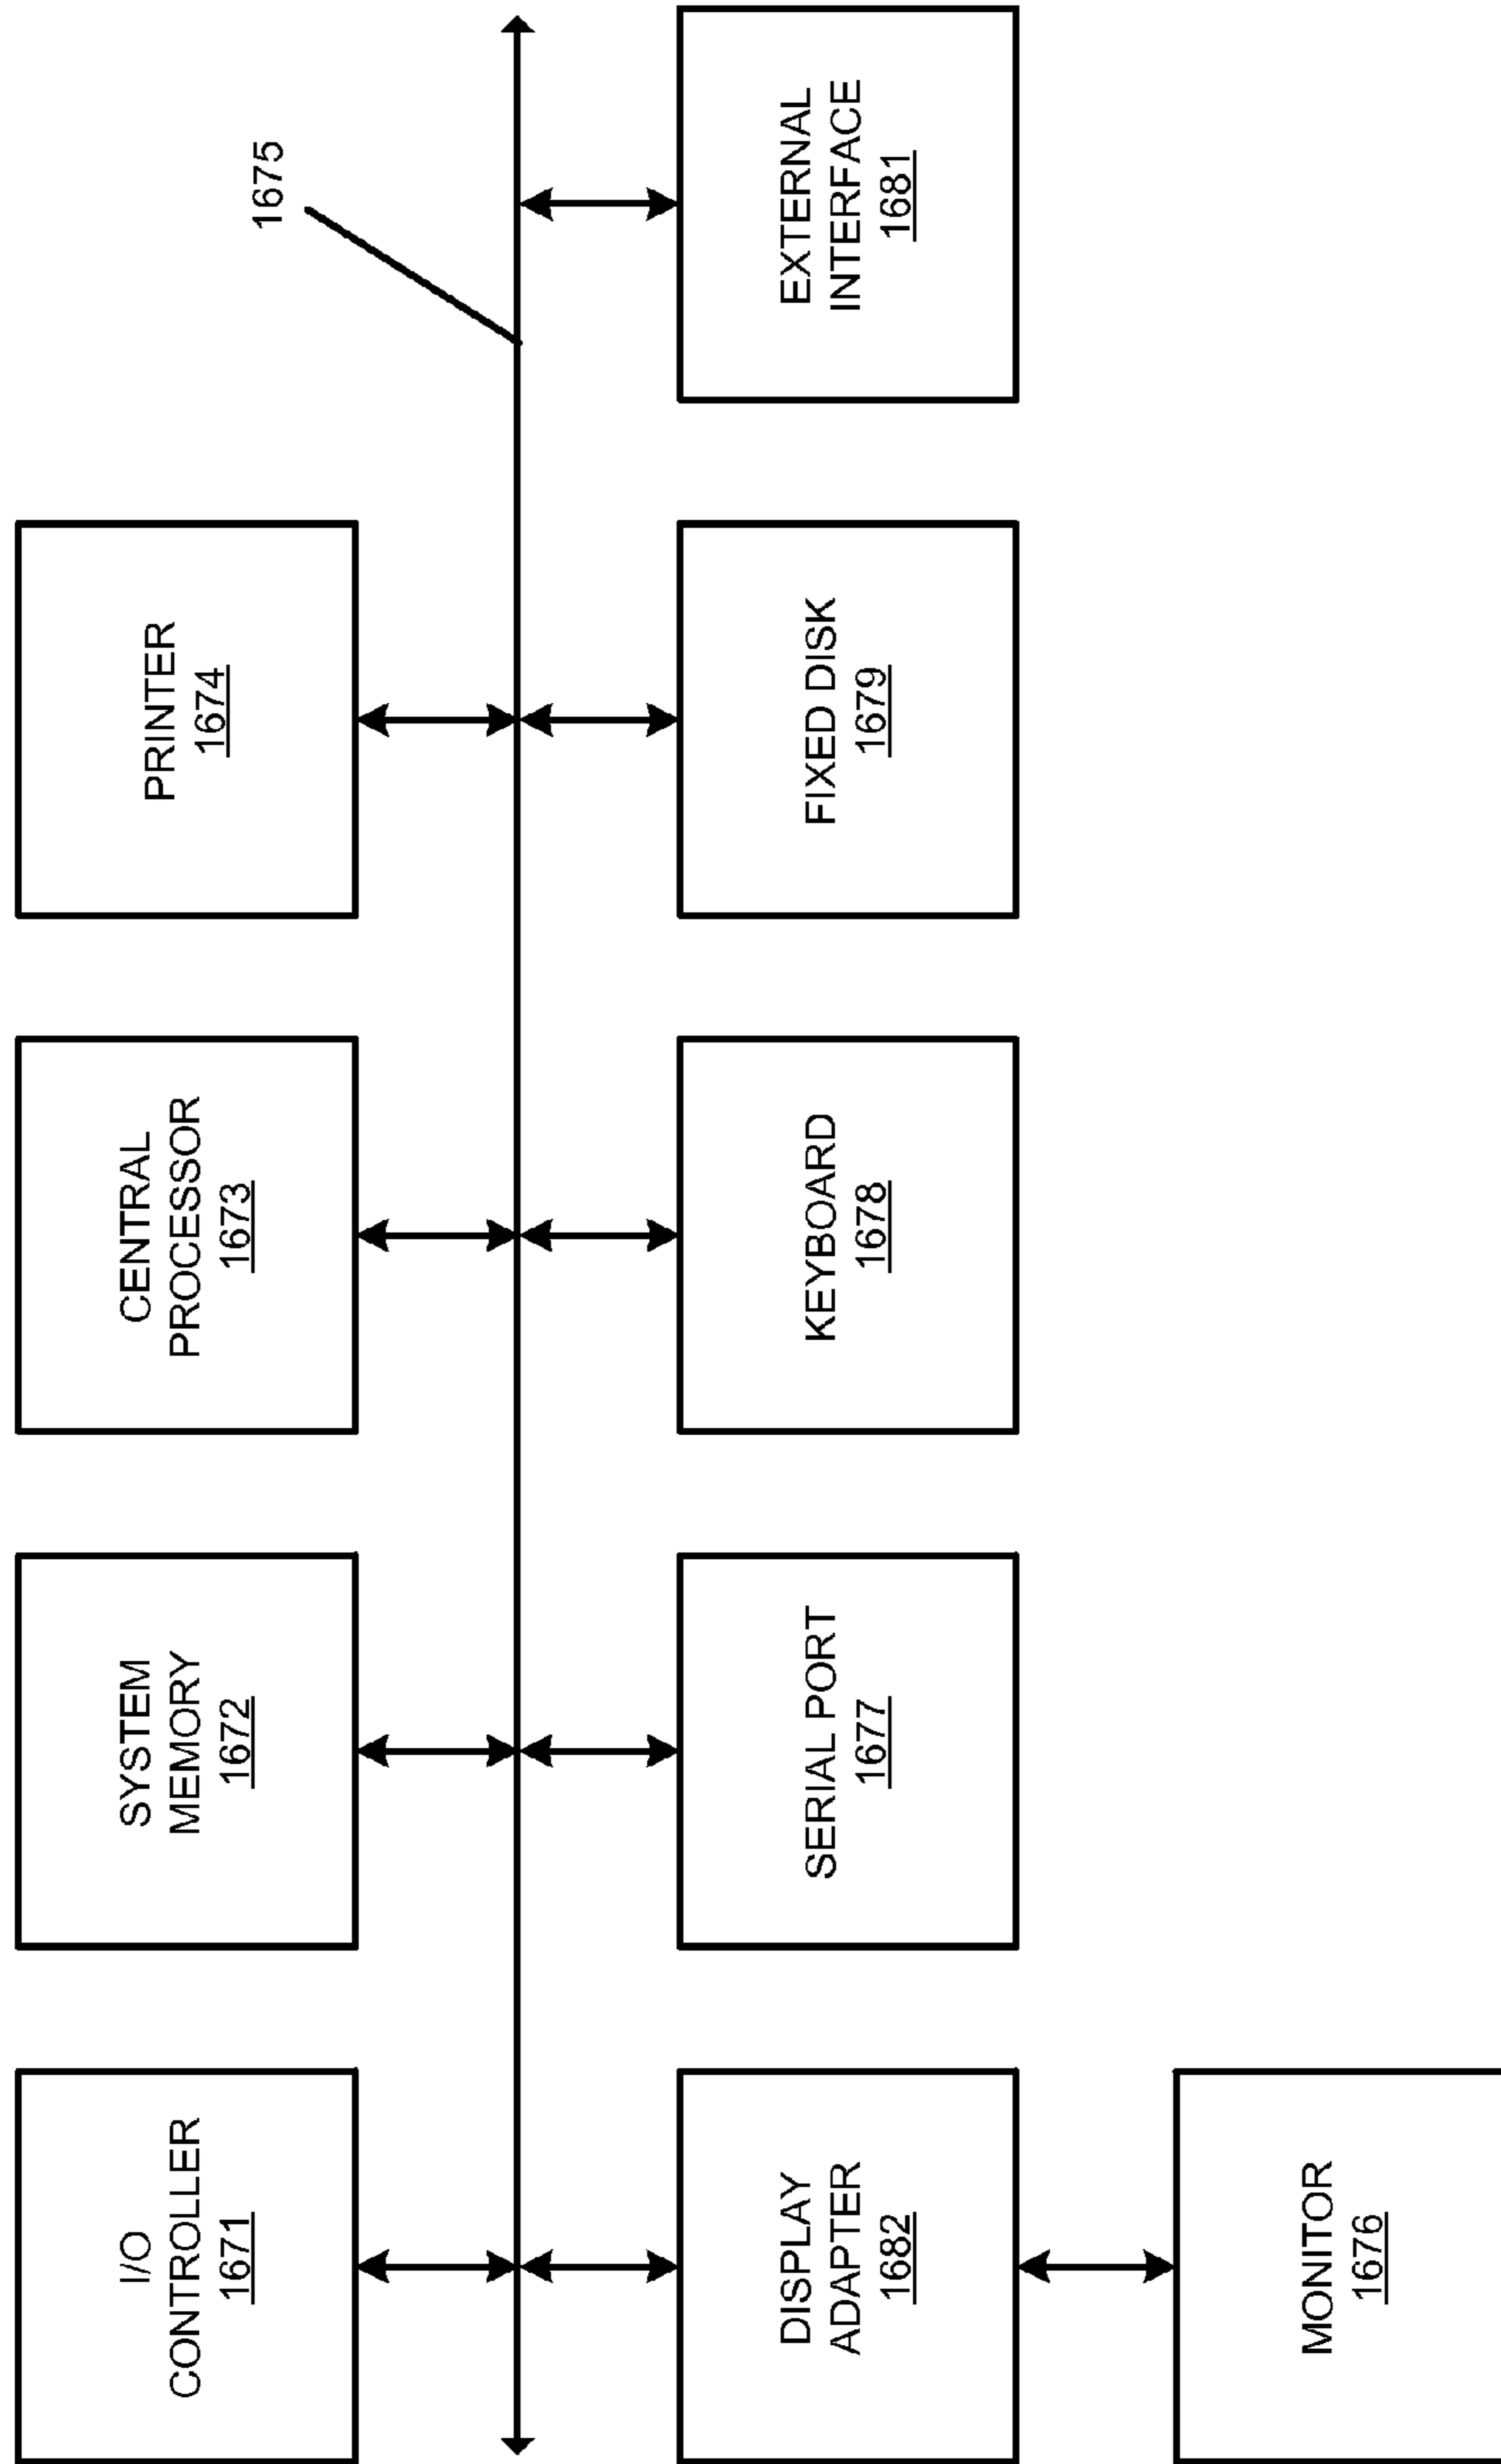 I/O
CONTROLLER
1671
SYSTEM
MEMORY
1672
CENTRAL
PROCESSOR
1673
PRINTER
1674
1675
DISPLAY
ADAPTER
1682
SERIAL PORT
1677
KEYBOARD
1678
FIXED DISK
1679
EXTERNAL
INTERFACE
1681
MONITOR
1676